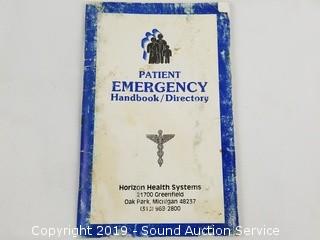 PATIENT
EMERGENCY
Handbook/Directory
Horizon Health Systems
21700 Greenfield
Oak Park, Michigan 48237
(313) 968-2800
Copyright 2019 - Sound Auction Service